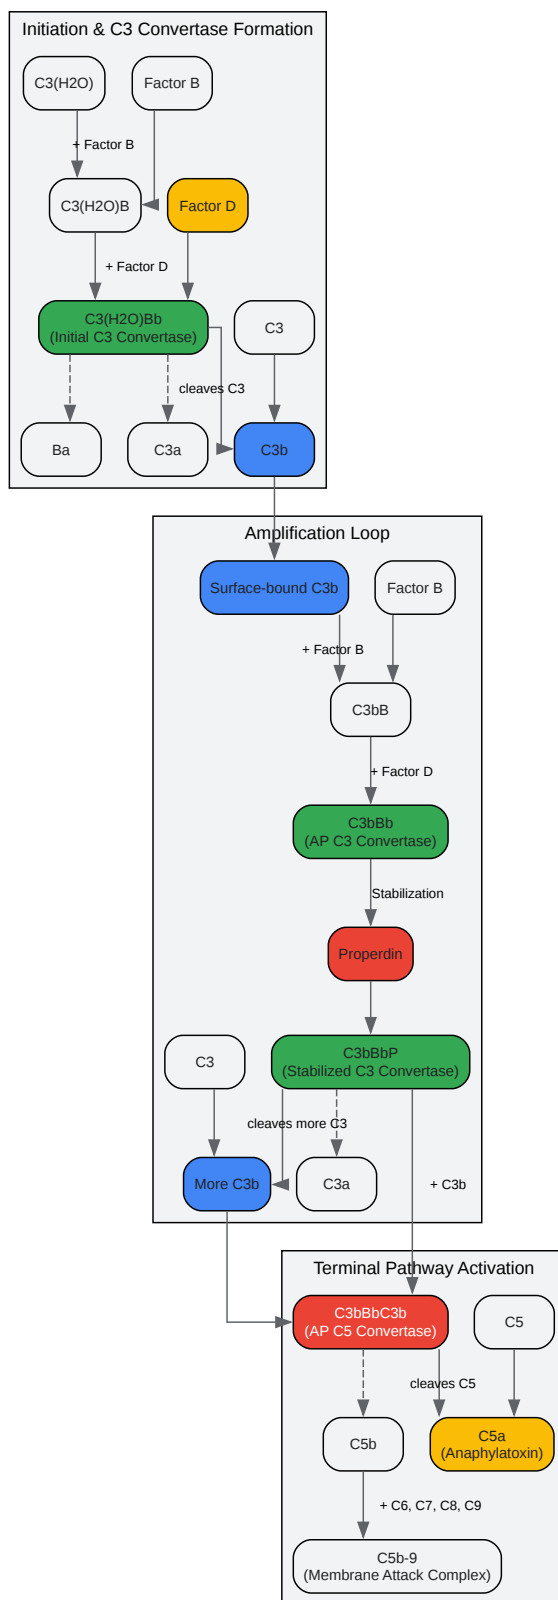 Initiation & C3 Convertase Formation
C3(H2O)
Factor B
+ Factor B
C3(H2O)B
Factor D
+ Factor D
C3(H2O)Bb
(Initial C3 Convertase)
C3
cleaves C3
Ba
C3a
C3b
Amplification Loop
Surface-bound C3b
Factor B
+ Factor B
C3bB
+ Factor D
C3bBb
(AP C3 Convertase)
Stabilization
Properdin
C3
C3bBbP
(Stabilized C3 Convertase)
cleaves more C3
More C3b
C3a
+ C3b
Terminal Pathway Activation
C3bBbC3b
(AP C5 Convertase)
C5
cleaves C5
C5b
C5a
(Anaphylatoxin)
+ C6, C7, C8, C9
C5b-9
(Membrane Attack Complex)